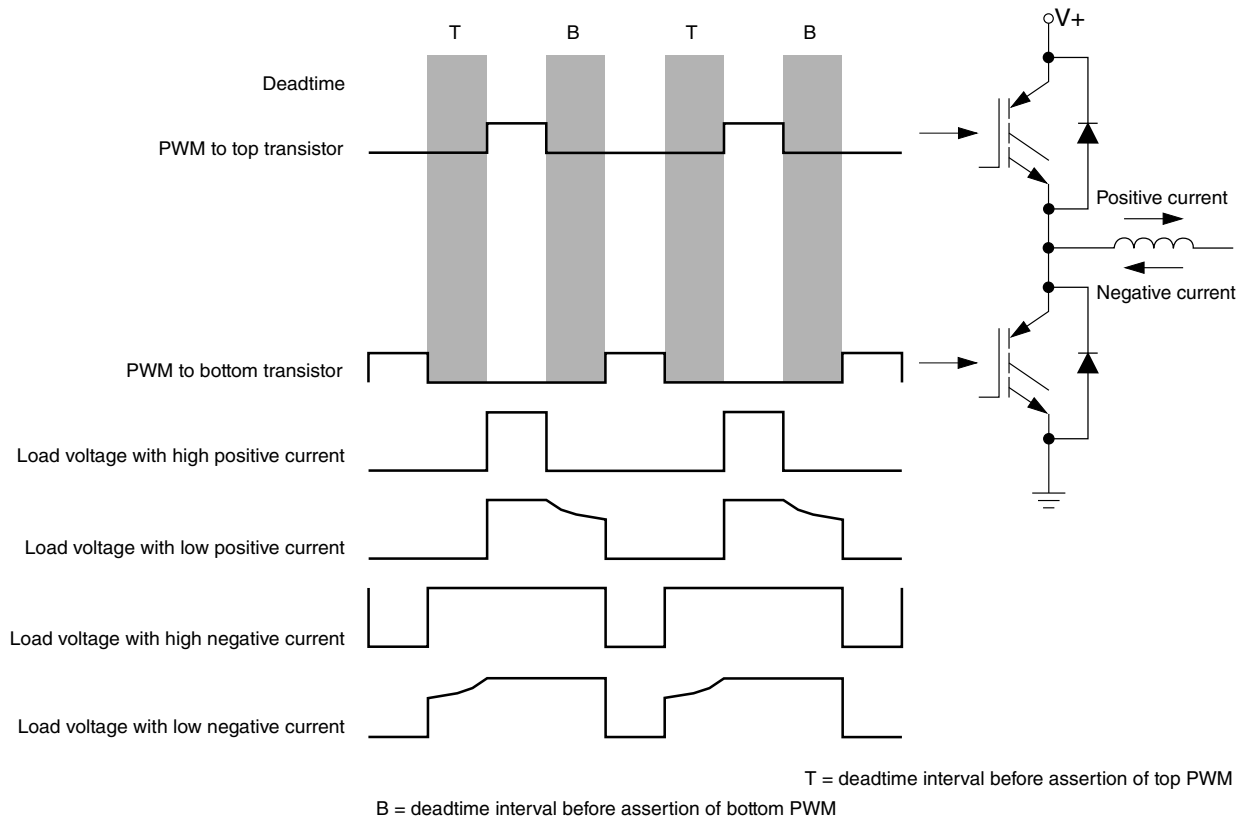 V+
T B T B
Deadtime
PWM to top transistor
Positive current
Negative current
PWM to bottom transistor
Load voltage with high positive current
Load voltage with low positive current
Load voltage with high negative current
Load voltage with low negative current
T = deadtime interval before assertion of top PWM
B = deadtime interval before assertion of bottom PWM